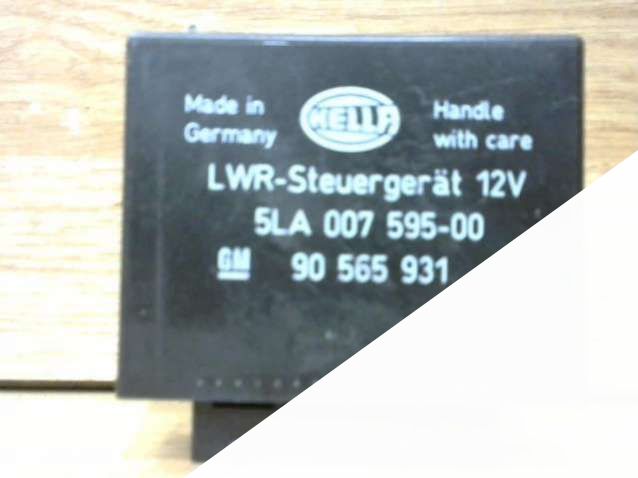 Made in
Germany
HELLA
Handle
with care
LWR-Steuergerät 12V
5LA 007 595-00
GM 90 565 931